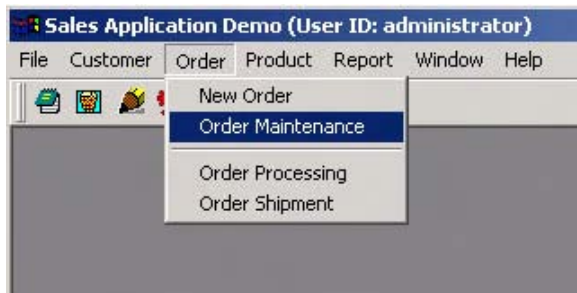 Sales Application Demo (User ID: administrator)
File Customer Order Product Report Window Help
New Order
Order Maintenance
Order Processing
Order Shipment